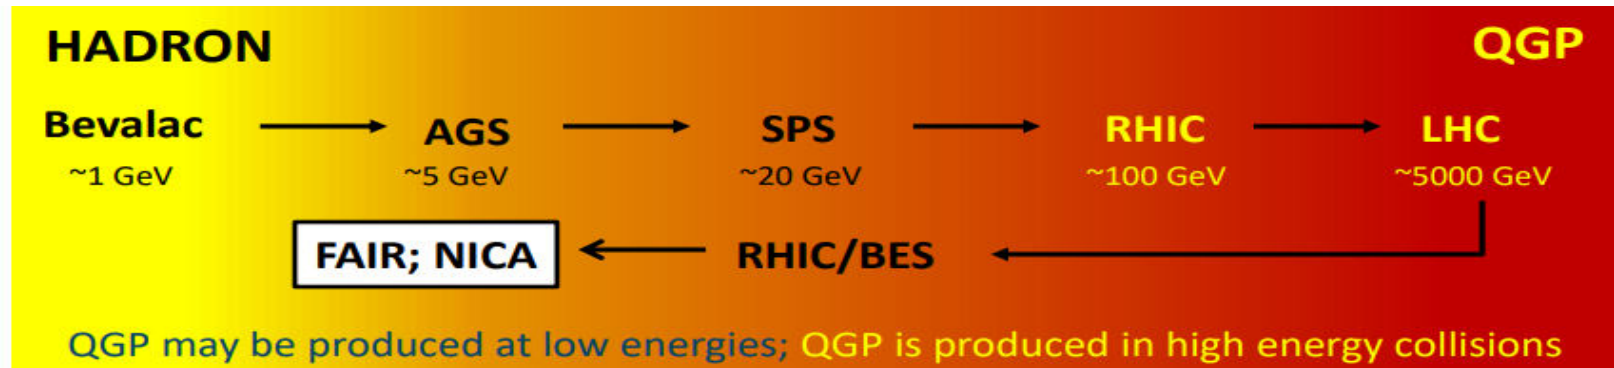 HADRON QGP
Bevalac AGS SPS RHIC LHC
~1 GeV ~5 GeV ~20 GeV ~100 GeV ~5000 GeV
FAIR; NICA RHIC/BES
QGP may be produced at low energies; QGP is produced in high energy collisions